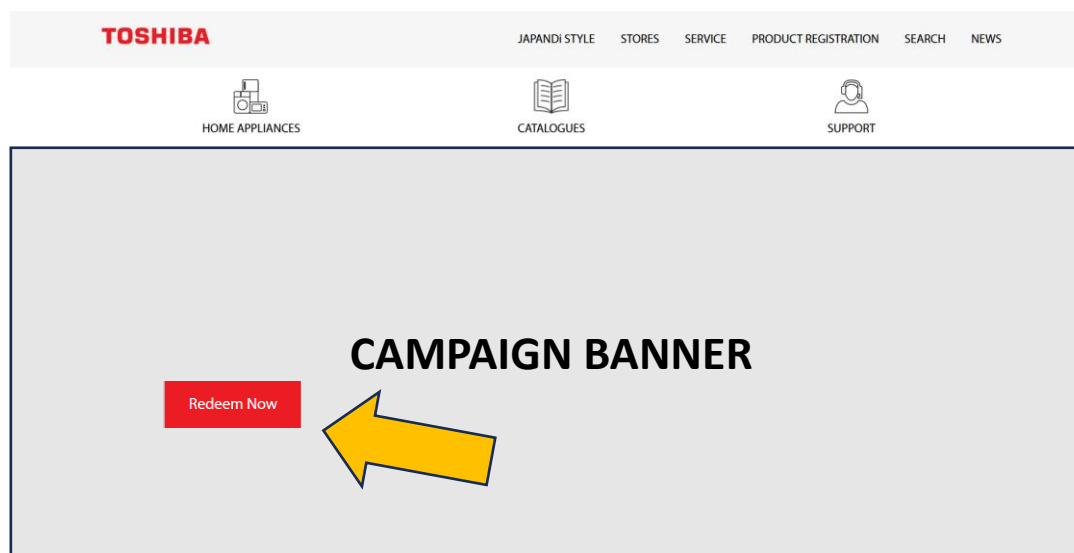 TOSHIBA
JAPANDi STYLE STORES SERVICE PRODUCT REGISTRATION SEARCH NEWS
HOME APPLIANCES CATALOGUES SUPPORT
CAMPAIGN BANNER
Redeem Now